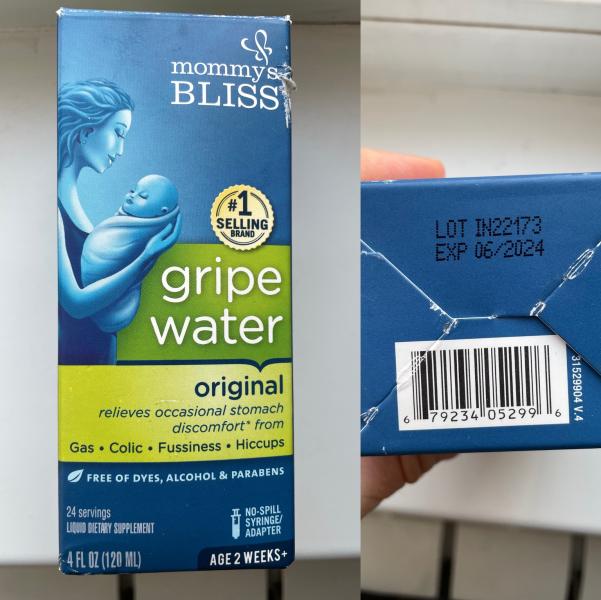 mommy's
BLISS
#1
SELLING
BRAND
gripe
water
original
relieves occasional stomach
discomfort* from
Gas • Colic • Fussiness • Hiccups
FREE OF DYES, ALCOHOL & PARABENS
24 servings
LIQUID DIETARY SUPPLEMENT
NO-SPILL
SYRINGE/
ADAPTER
4 FL OZ (120 ML)
AGE 2 WEEKS+
LOT IN22173
EXP 06/2024
6 79234 05299 6
31529904 V.4